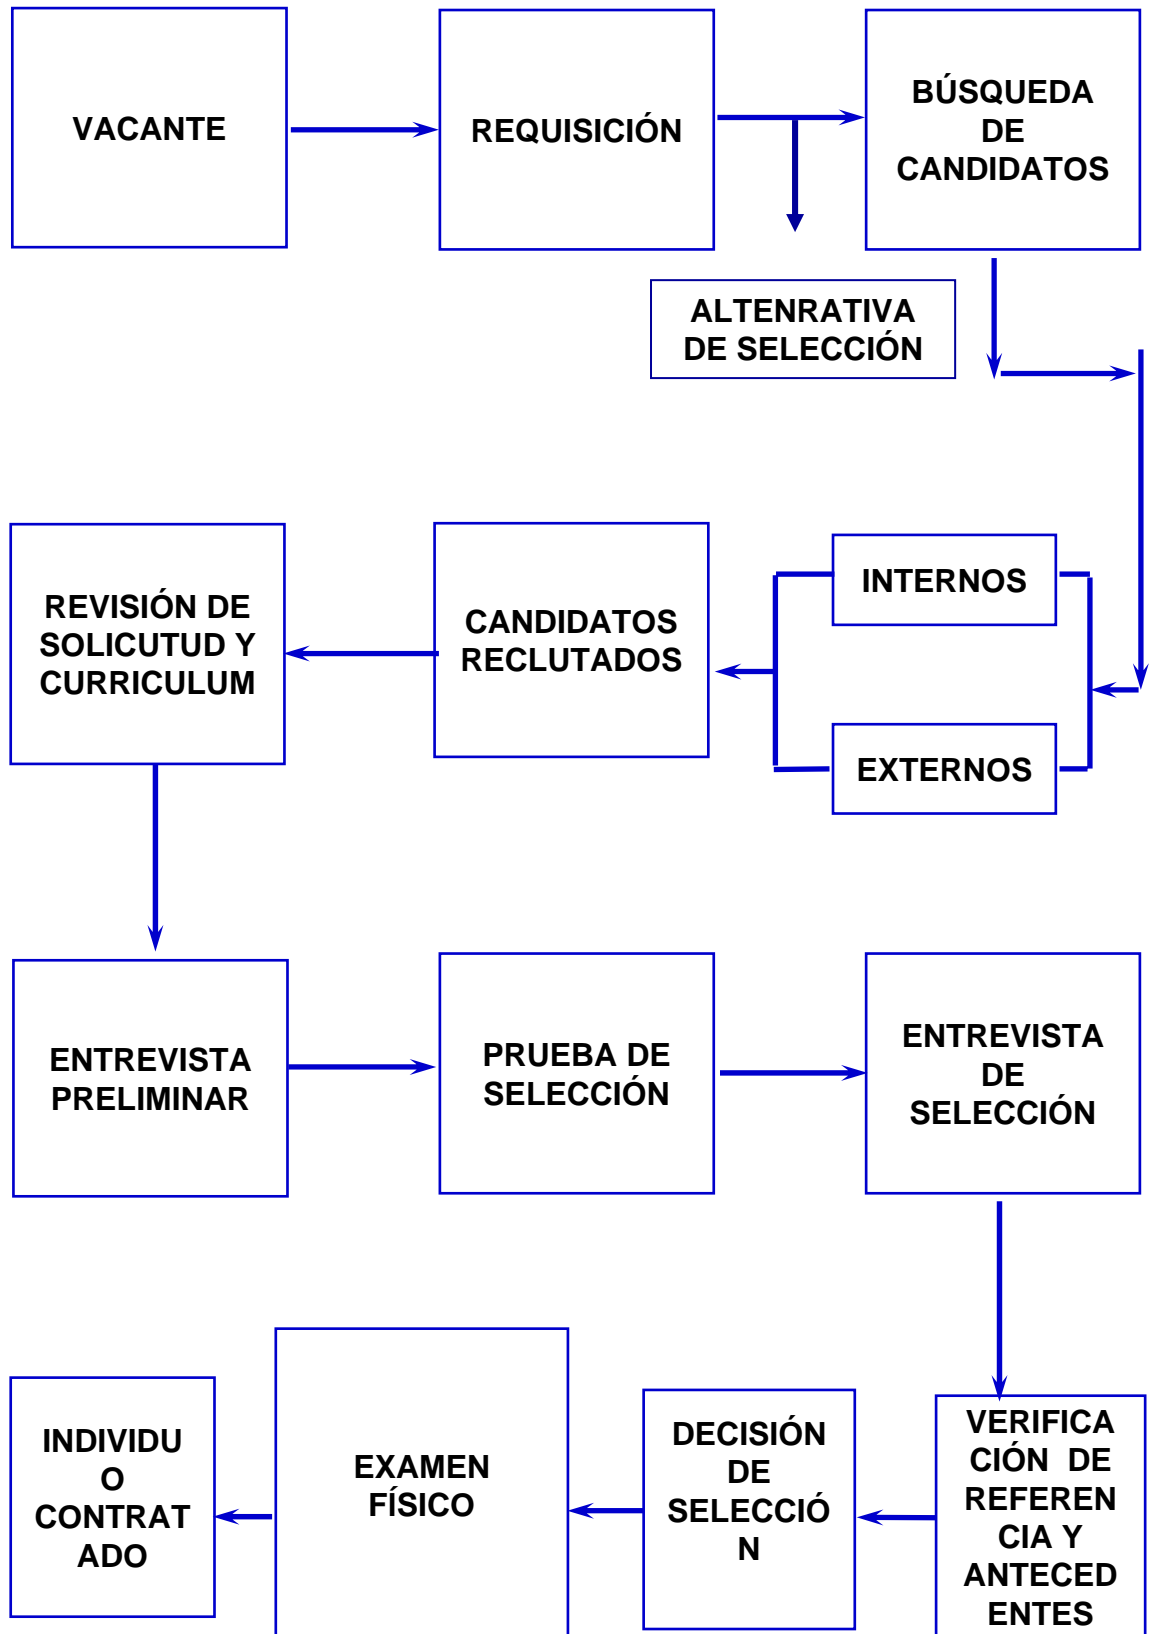 VACANTE
REQUISICIÓN
BÚSQUEDA
DE
CANDIDATOS
ALTENRATIVA
DE SELECCIÓN
INTERNOS
EXTERNOS
CANDIDATOS
RECLUTADOS
REVISIÓN DE
SOLICUTUD Y
CURRICULUM
ENTREVISTA
PRELIMINAR
PRUEBA DE
SELECCIÓN
ENTREVISTA
DE
SELECCIÓN
VERIFICA
CIÓN DE
REFEREN
CIA Y
ANTECED
ENTES
DECISIÓN
DE
SELECCIÓ
N
EXAMEN
FÍSICO
INDIVIDU
O
CONTRAT
ADO